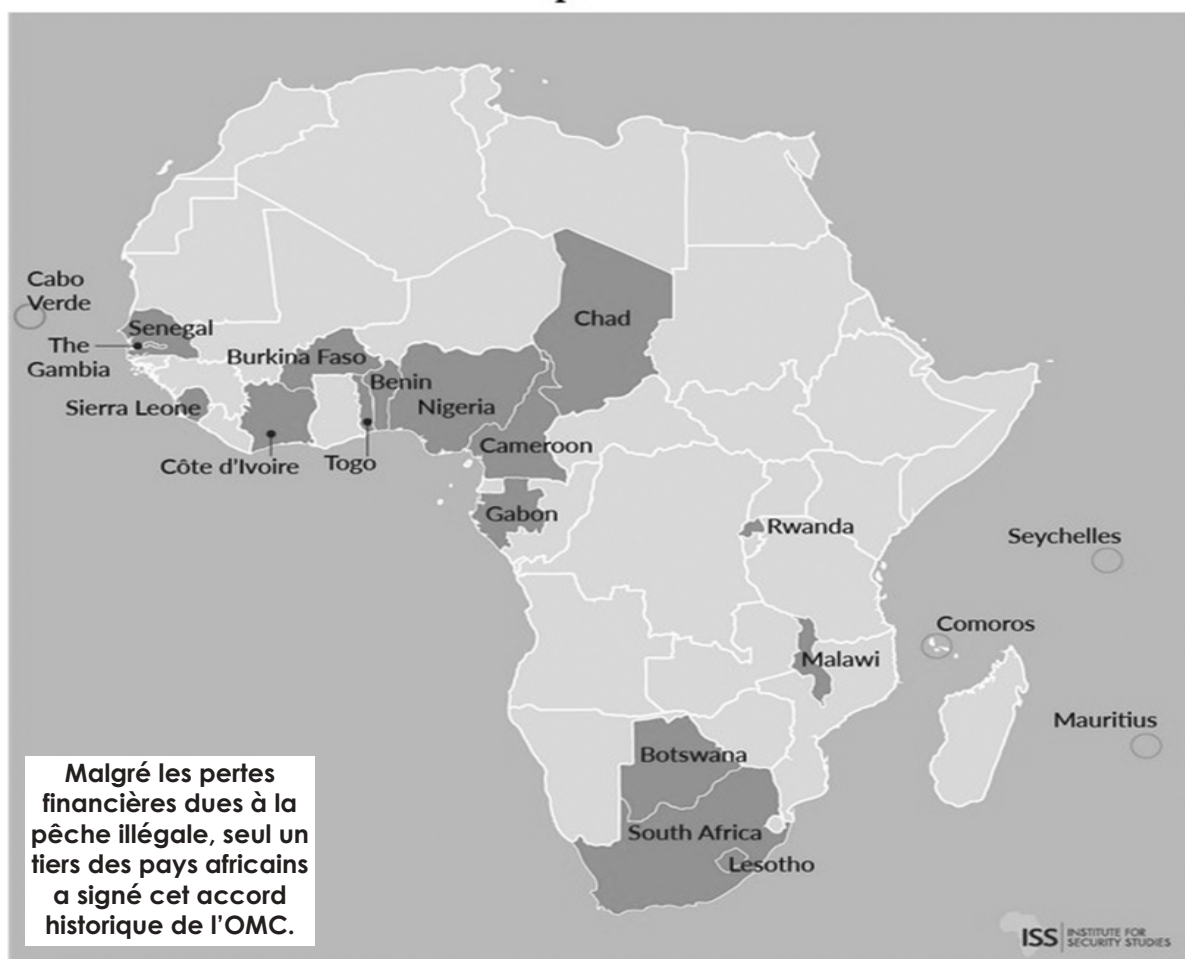 Cabo
Verde
Senegal
The
Gambia
Burkina Faso
Sierra Leone
Benin
Nigeria
Chad
Cameroon
Côte d'Ivoire
Togo
Gabon
Rwanda
Seychelles
Comoros
Malawi
Mauritius
Botswana
South Africa
Lesotho
Malgré les pertes
financières dues à la
pêche illégale, seul un
tiers des pays africains
a signé cet accord
historique de l'OMC.
ISS
INSTITUTE FOR
SECURITY STUDIES